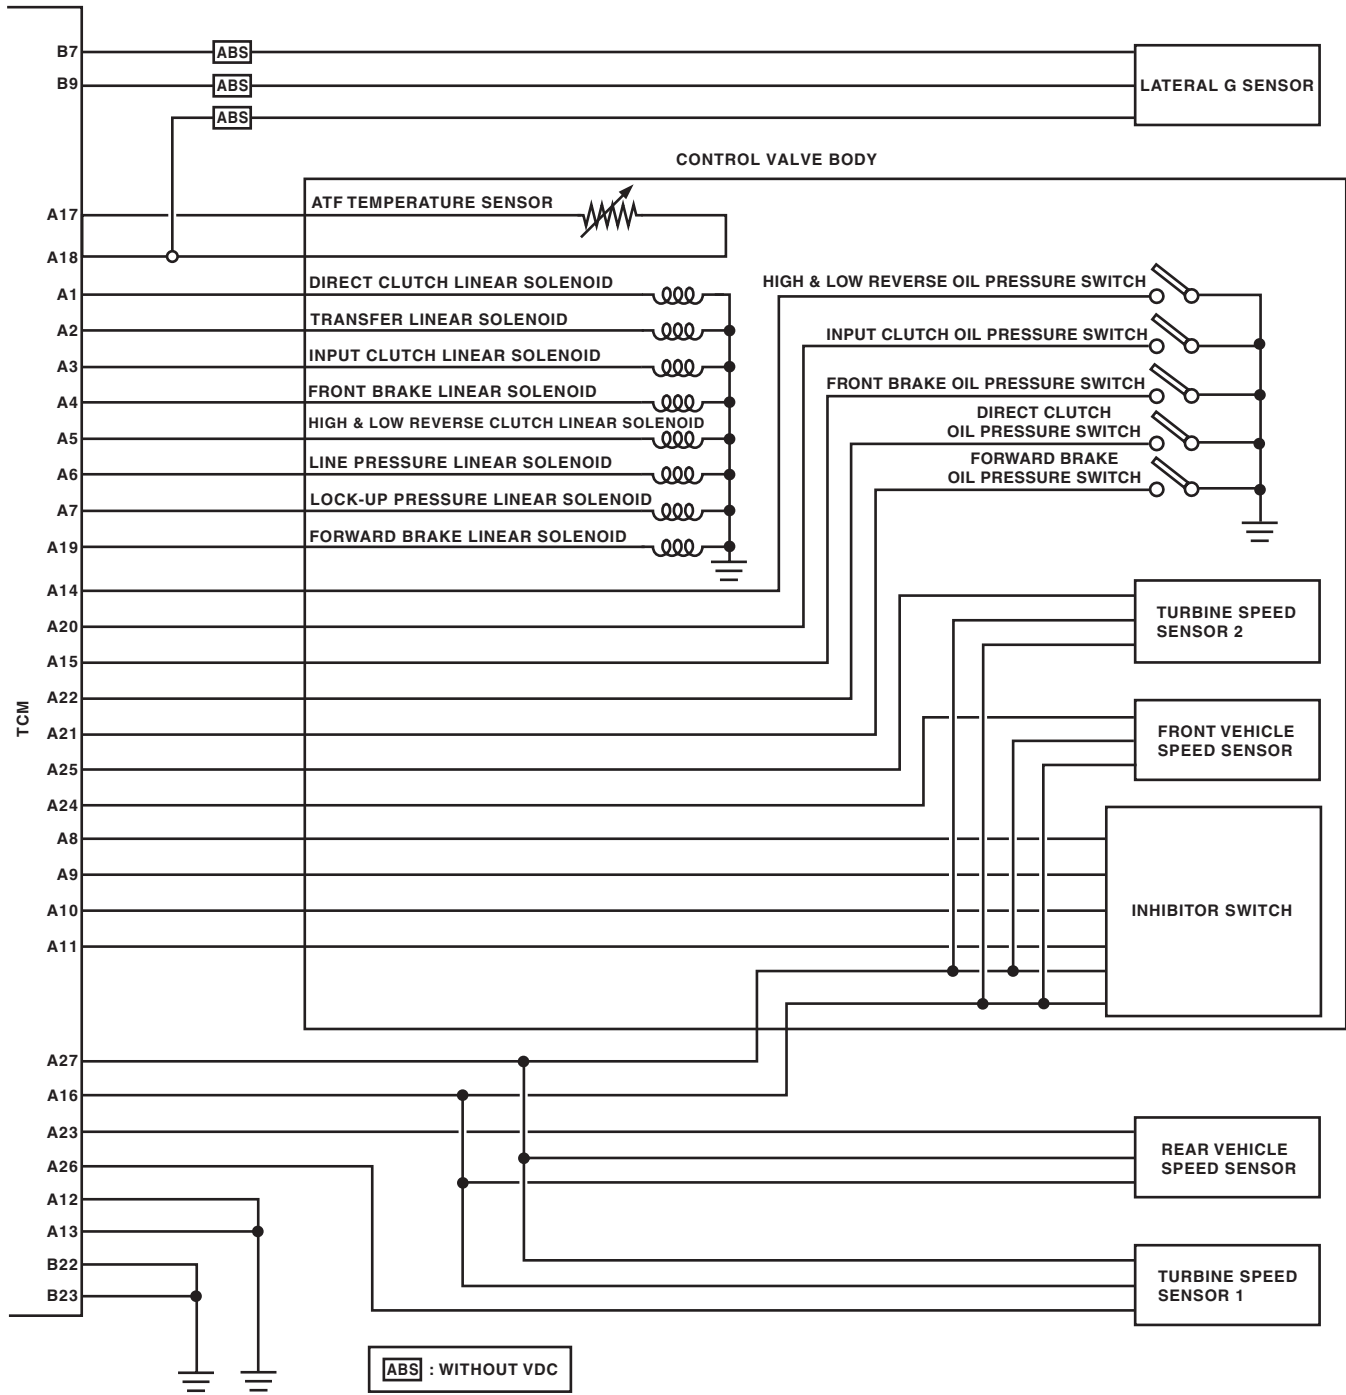 B7
ABS
B9
ABS
LATERAL G SENSOR
ABS
CONTROL VALVE BODY
A17
ATF TEMPERATURE SENSOR
A18
A1
DIRECT CLUTCH LINEAR SOLENOID
HIGH & LOW REVERSE OIL PRESSURE SWITCH
A2
TRANSFER LINEAR SOLENOID
INPUT CLUTCH OIL PRESSURE SWITCH
A3
INPUT CLUTCH LINEAR SOLENOID
A4
FRONT BRAKE LINEAR SOLENOID
FRONT BRAKE OIL PRESSURE SWITCH
A5
HIGH & LOW REVERSE CLUTCH LINEAR SOLENOID
DIRECT CLUTCH
OIL PRESSURE SWITCH
A6
LINE PRESSURE LINEAR SOLENOID
FORWARD BRAKE
OIL PRESSURE SWITCH
A7
LOCK-UP PRESSURE LINEAR SOLENOID
A19
FORWARD BRAKE LINEAR SOLENOID
A14
A20
TURBINE SPEED
SENSOR 2
A15
A22
TCM
A21
FRONT VEHICLE
SPEED SENSOR
A25
A24
A8
A9
A10
INHIBITOR SWITCH
A11
A27
A16
A23
REAR VEHICLE
SPEED SENSOR
A26
A12
A13
B22
TURBINE SPEED
SENSOR 1
B23
ABS : WITHOUT VDC